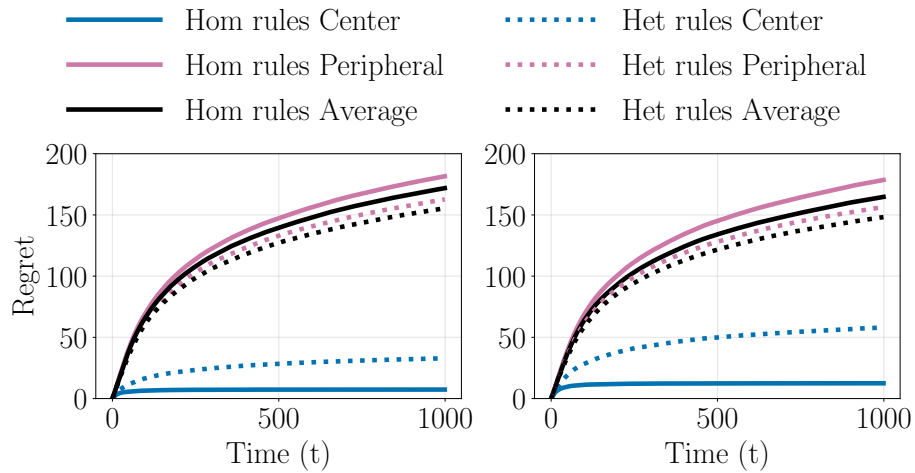 Hom rules Center
Het rules Center
Hom rules Peripheral
Het rules Peripheral
Hom rules Average
Het rules Average
Regret
200
150
100
50
0
0
500
1000
Time (t)
200
150
100
50
0
0
500
1000
Time (t)